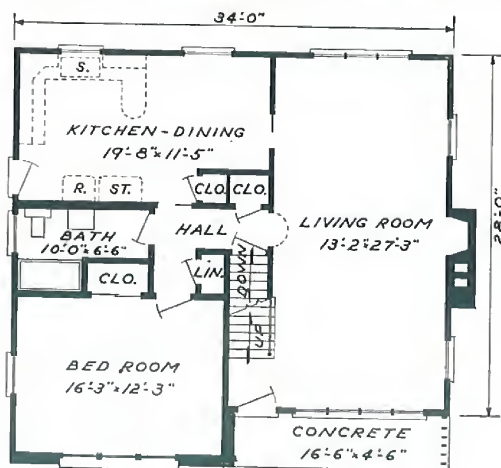 34'-0"
S.
KITCHEN-DINING
19'-8"x11'-5"
R.
ST.
CLO.
CLO.
BATH
10'-0"x6'-6"
HALL
LIVING ROOM
13'-2"x27'-3"
28'-0"
CLO.
LIN.
DOWN
UP
BED ROOM
16'-3"x12'-3"
CONCRETE
16'-6"x4'-6"